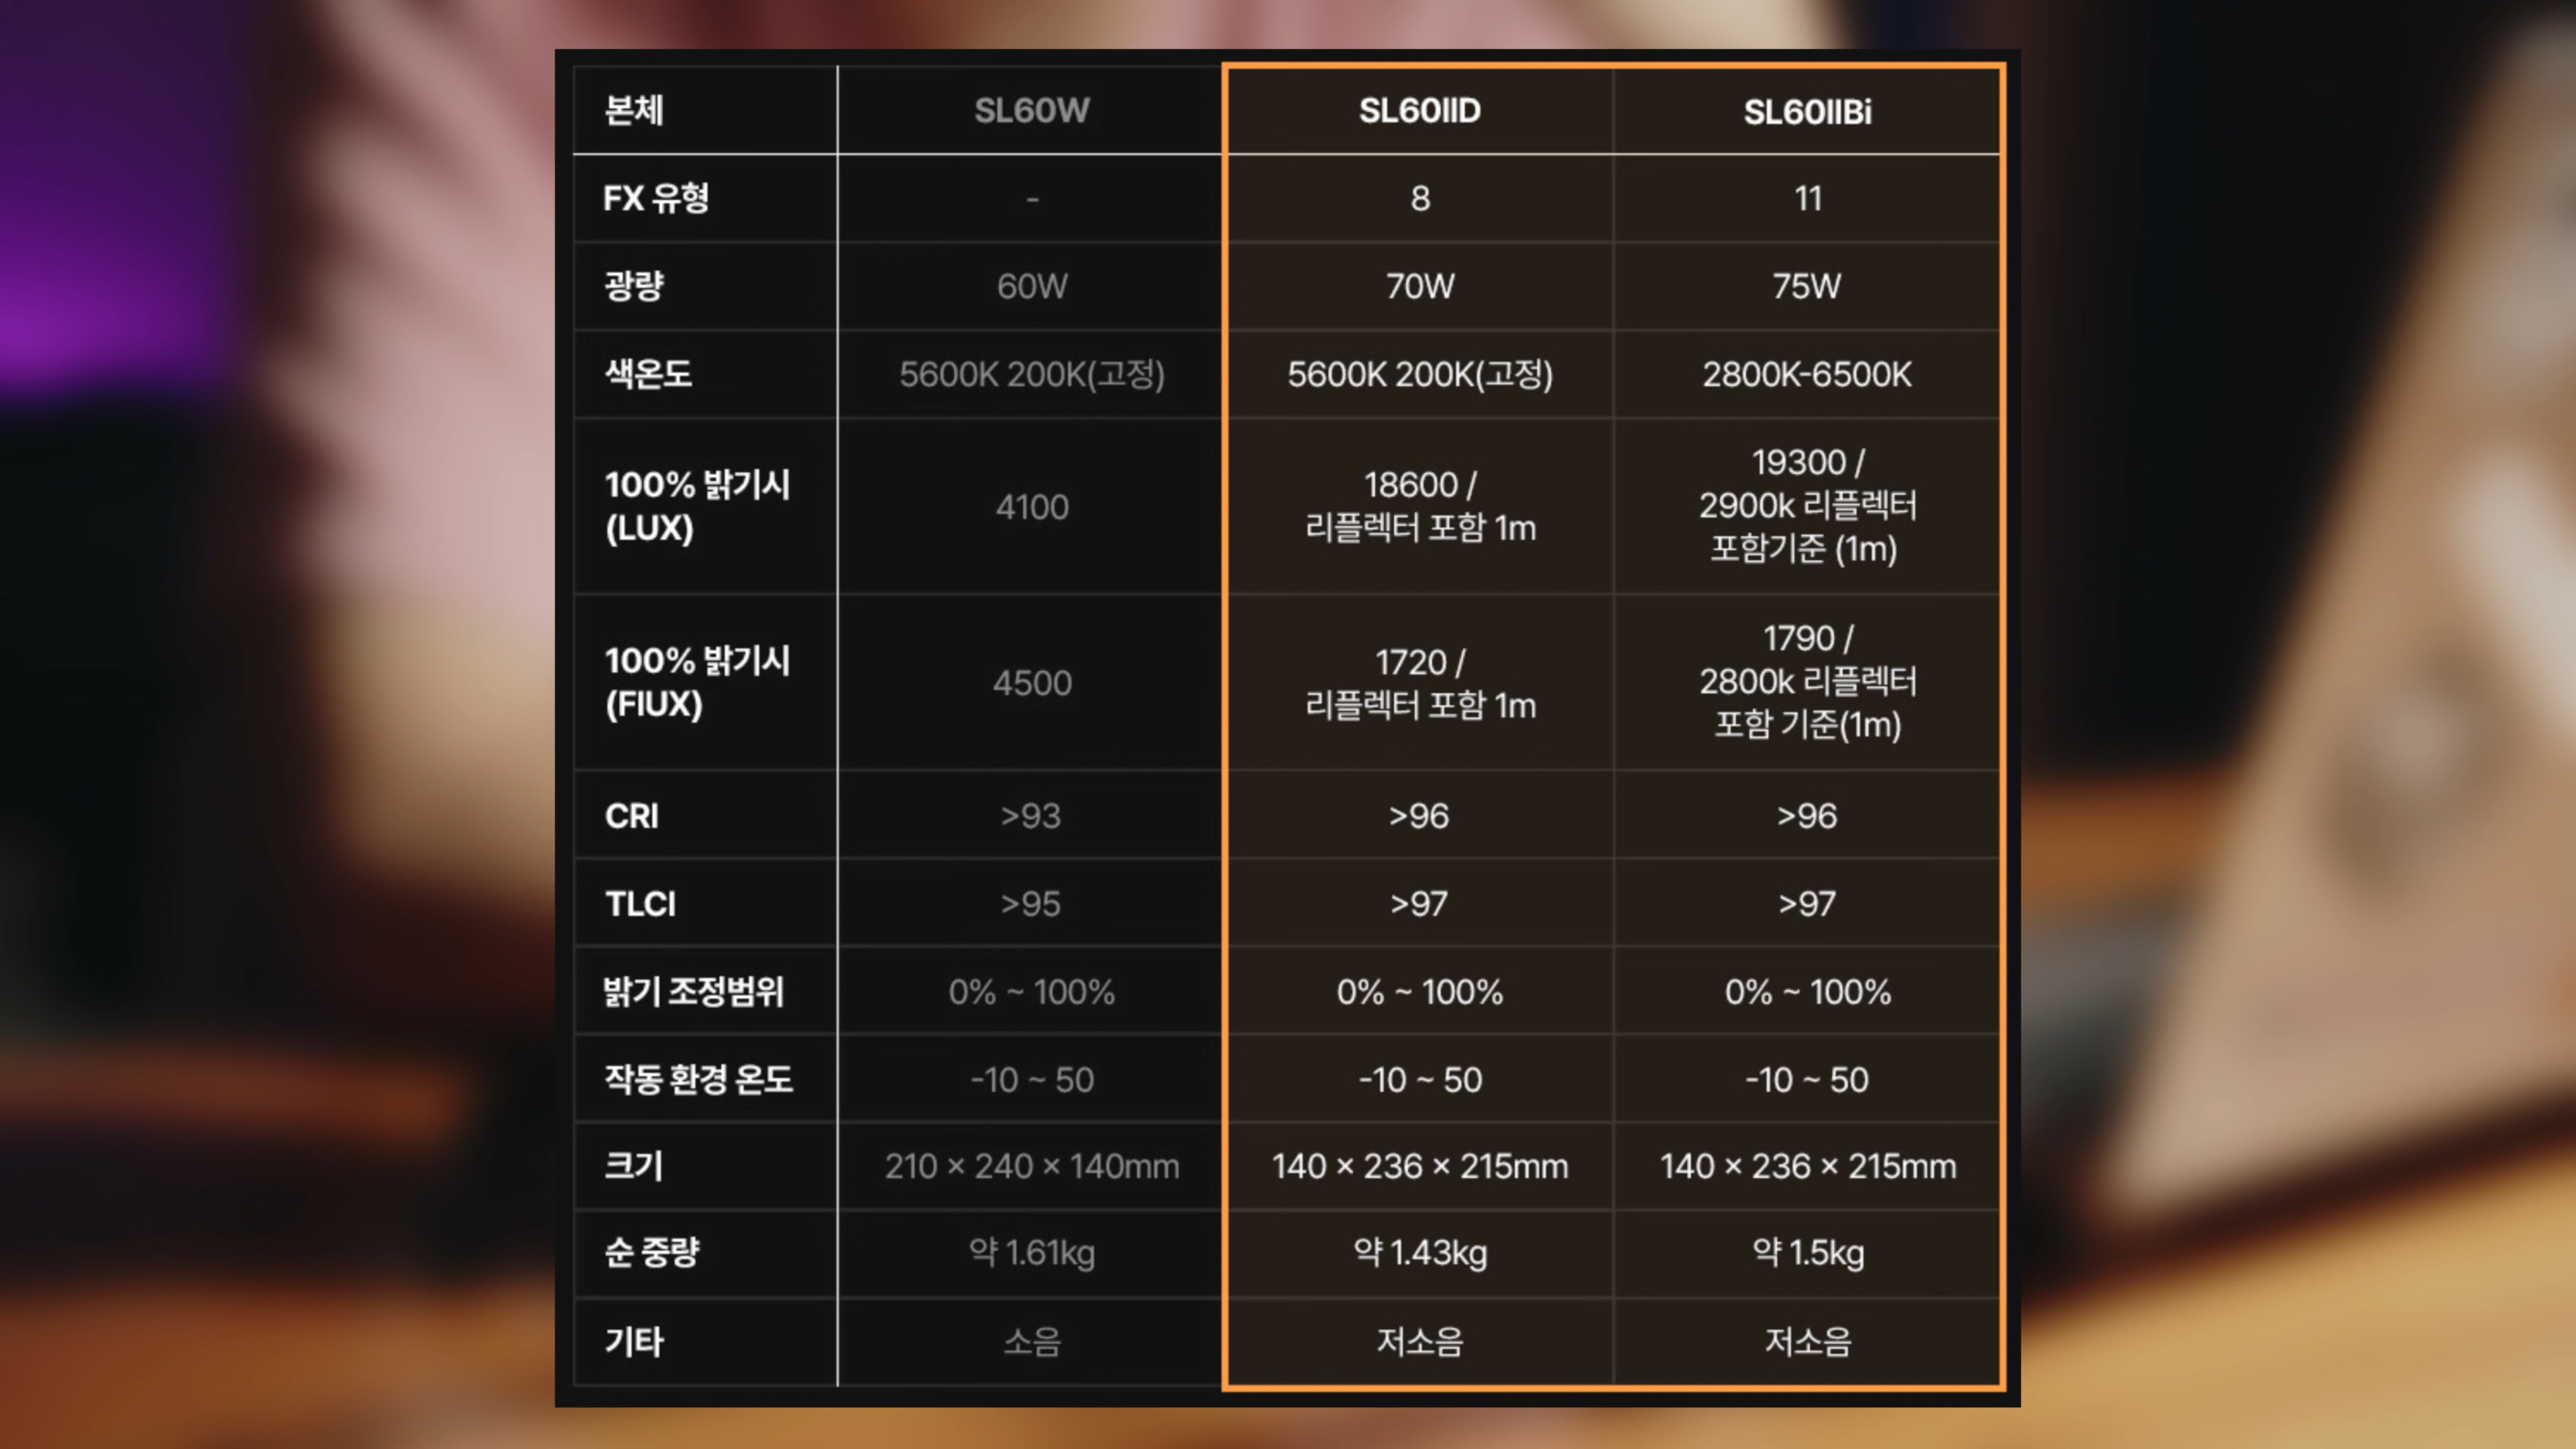 본체 SL60W SL60IID SL60IIBi
FX 유형 - 8 11
광량 60W 70W 75W
색온도 5600K 200K(고정) 5600K 200K(고정) 2800K-6500K
100% 밝기시
(LUX)
4100
18600 /
리플렉터 포함 1m
19300 /
2900k 리플렉터
포함기준 (1m)
100% 밝기시
(FIUX)
4500
1720 /
리플렉터 포함 1m
1790 /
2800k 리플렉터
포함 기준(1m)
CRI >93 >96 >96
TLCI >95 >97 >97
밝기 조정범위 0% ~ 100% 0% ~ 100% 0% ~ 100%
작동 환경 온도 -10 ~ 50 -10 ~ 50 -10 ~ 50
크기 210 × 240 × 140mm 140 × 236 × 215mm 140 × 236 × 215mm
순 중량 약 1.61kg 약 1.43kg 약 1.5kg
기타 소음 저소음 저소음